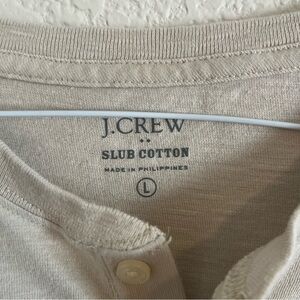 J.CREW
SLUB COTTON
MADE IN PHILIPPINES
L